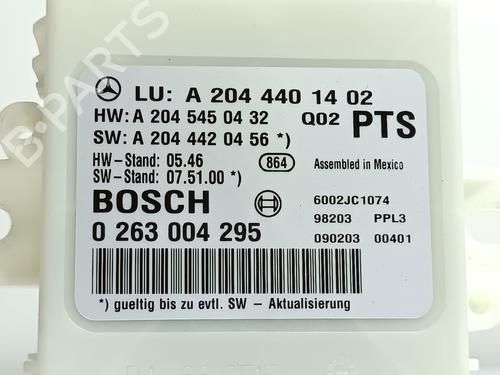 LU: A 204 440 14 02
HW: A 204 545 04 32 Q02 PTS
SW: A 204 442 04 56 *)
HW-Stand: 05.46 864 Assembled in Mexico
SW-Stand: 07.51.00 *)
BOSCH 6002JC1074
98203 PPL3
0 263 004 295 090203 00401
*) gueltig bis zu evtl. SW - Aktualisierung